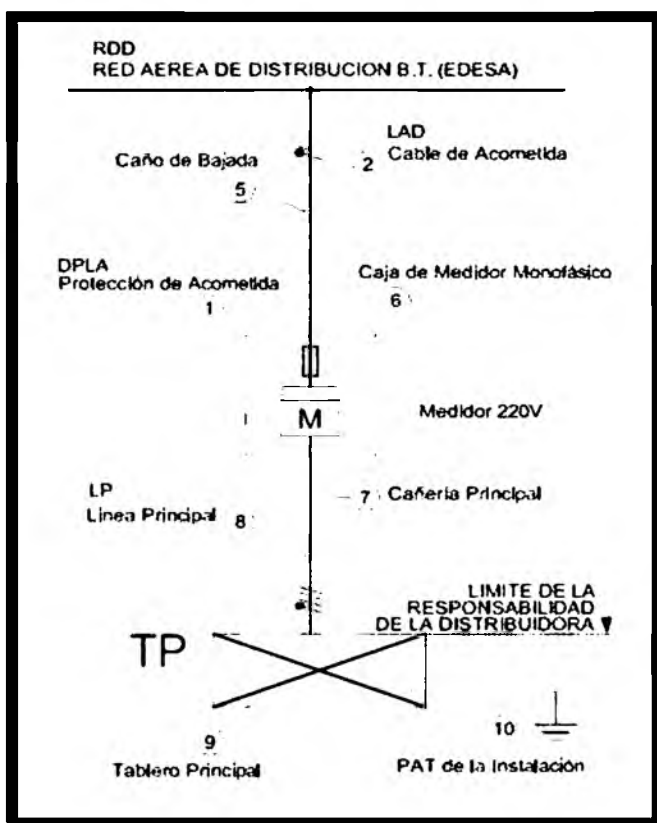 RDD
RED AEREA DE DISTRIBUCION B.T. (EDESA)
LAD
Caño de Bajada
2 Cable de Acometida
5
DPLA
Protección de Acometida
1
Caja de Medidor Monofásico
6
M
Medidor 220V
LP
Linea Principal 8
7 Cañeria Principal
LIMITE DE LA
RESPONSABILIDAD
DE LA DISTRIBUIDORA
TP
9
Tablero Principal
10
PAT de la Instalación